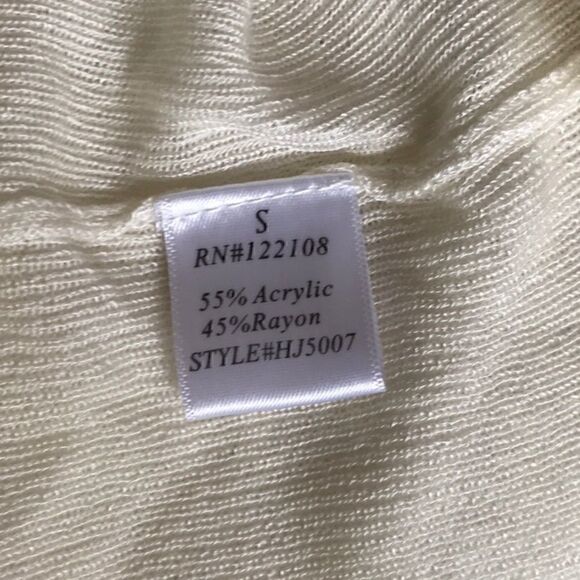 S
RN#122108
55% Acrylic
45%Rayon
STYLE#HJ5007